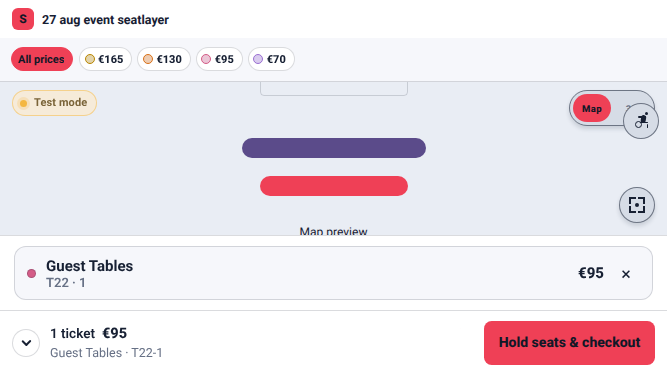 S 27 aug event seatlayer
All prices €165 €130 €95 €70
Test mode
Map
Map preview
Guest Tables
T22 · 1
€95 ×
1 ticket €95
Guest Tables · T22-1
Hold seats & checkout